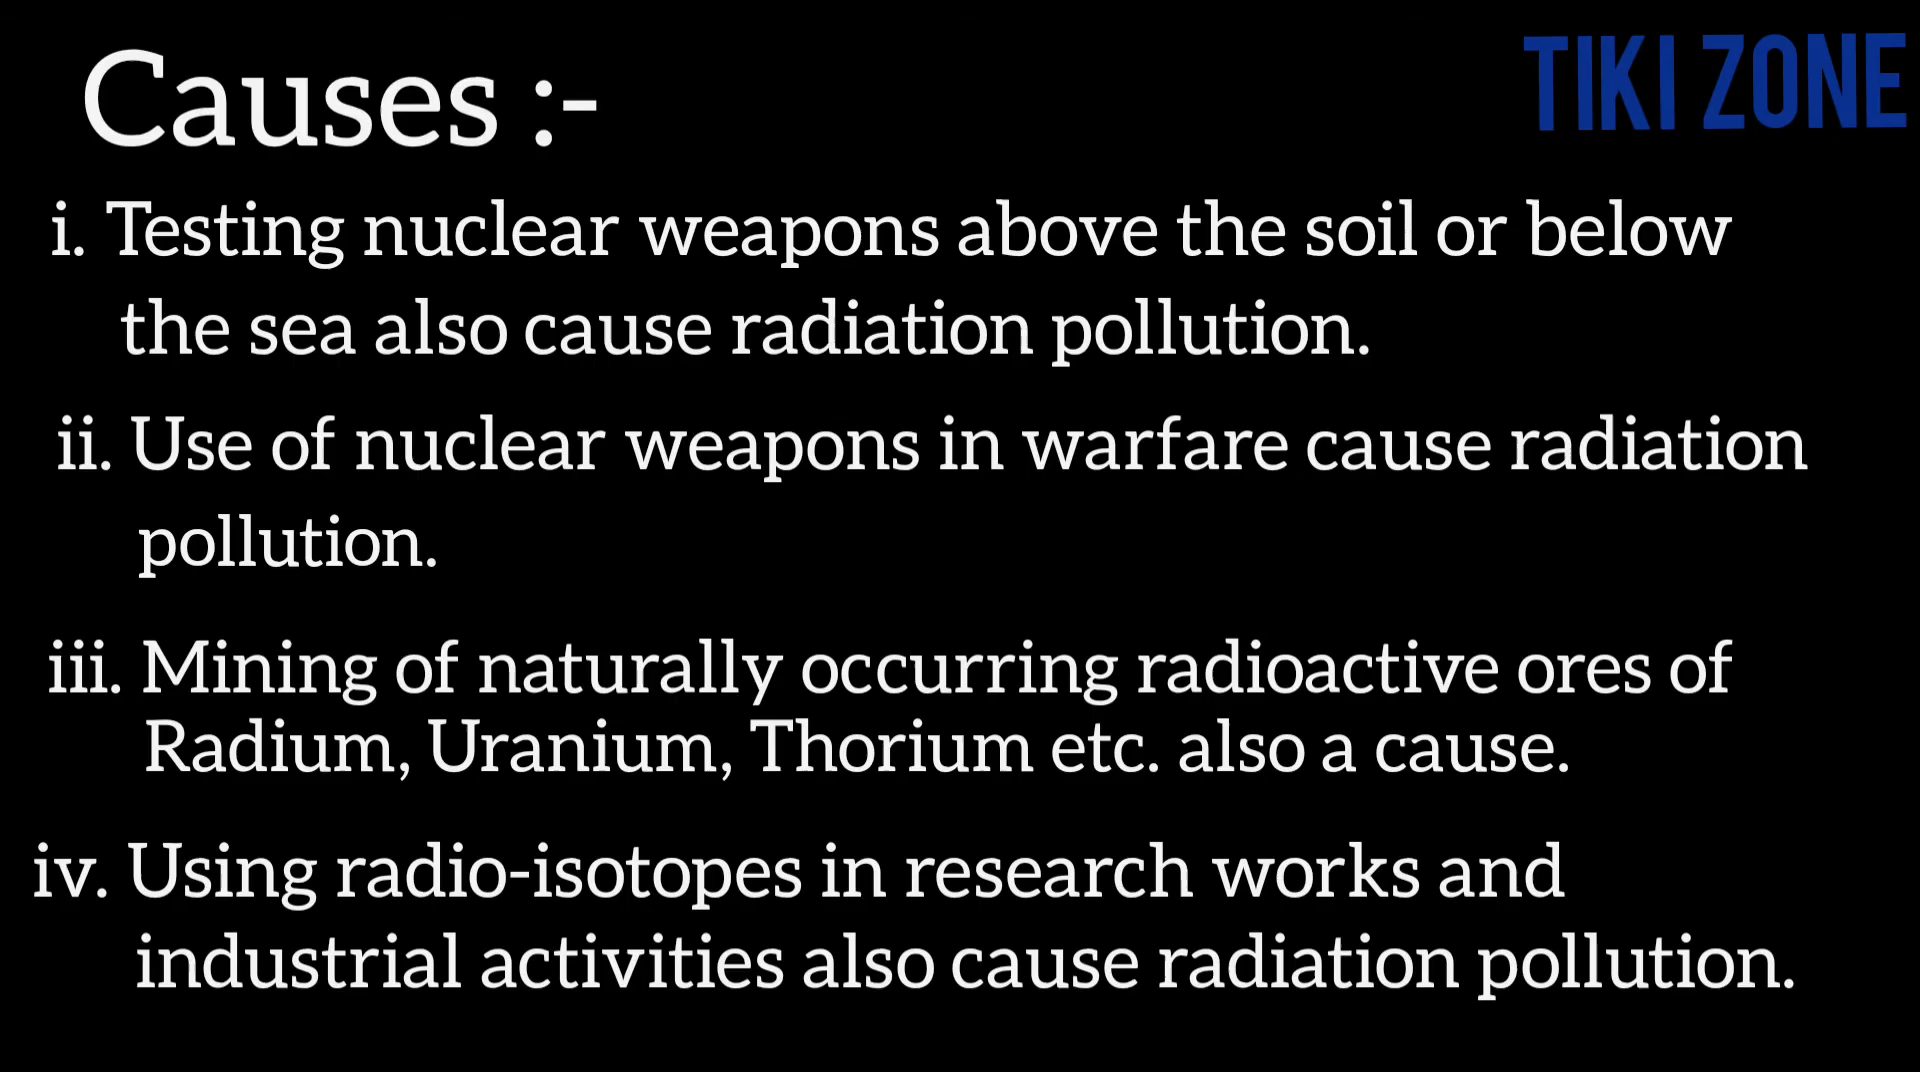 Causes :-
TIKI ZONE
i. Testing nuclear weapons above the soil or below
the sea also cause radiation pollution.
ii. Use of nuclear weapons in warfare cause radiation
pollution.
iii. Mining of naturally occurring radioactive ores of
Radium, Uranium, Thorium etc. also a cause.
iv. Using radio-isotopes in research works and
industrial activities also cause radiation pollution.